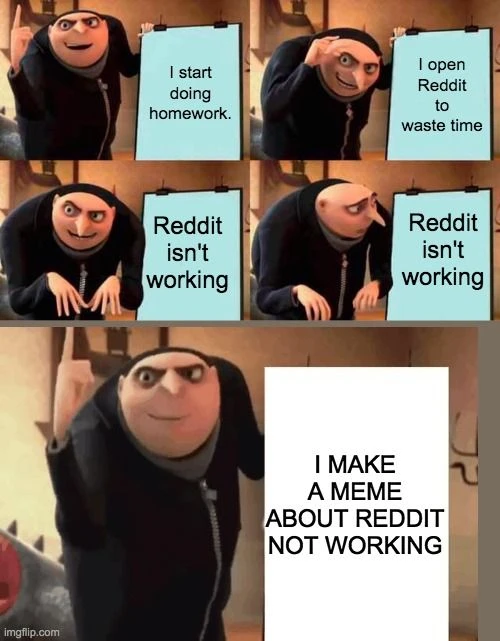 I start
doing
homework.
I open
Reddit
to
waste time
Reddit
isn't
working
Reddit
isn't
working
I MAKE
A MEME
ABOUT REDDIT
NOT WORKING
imgflip.com